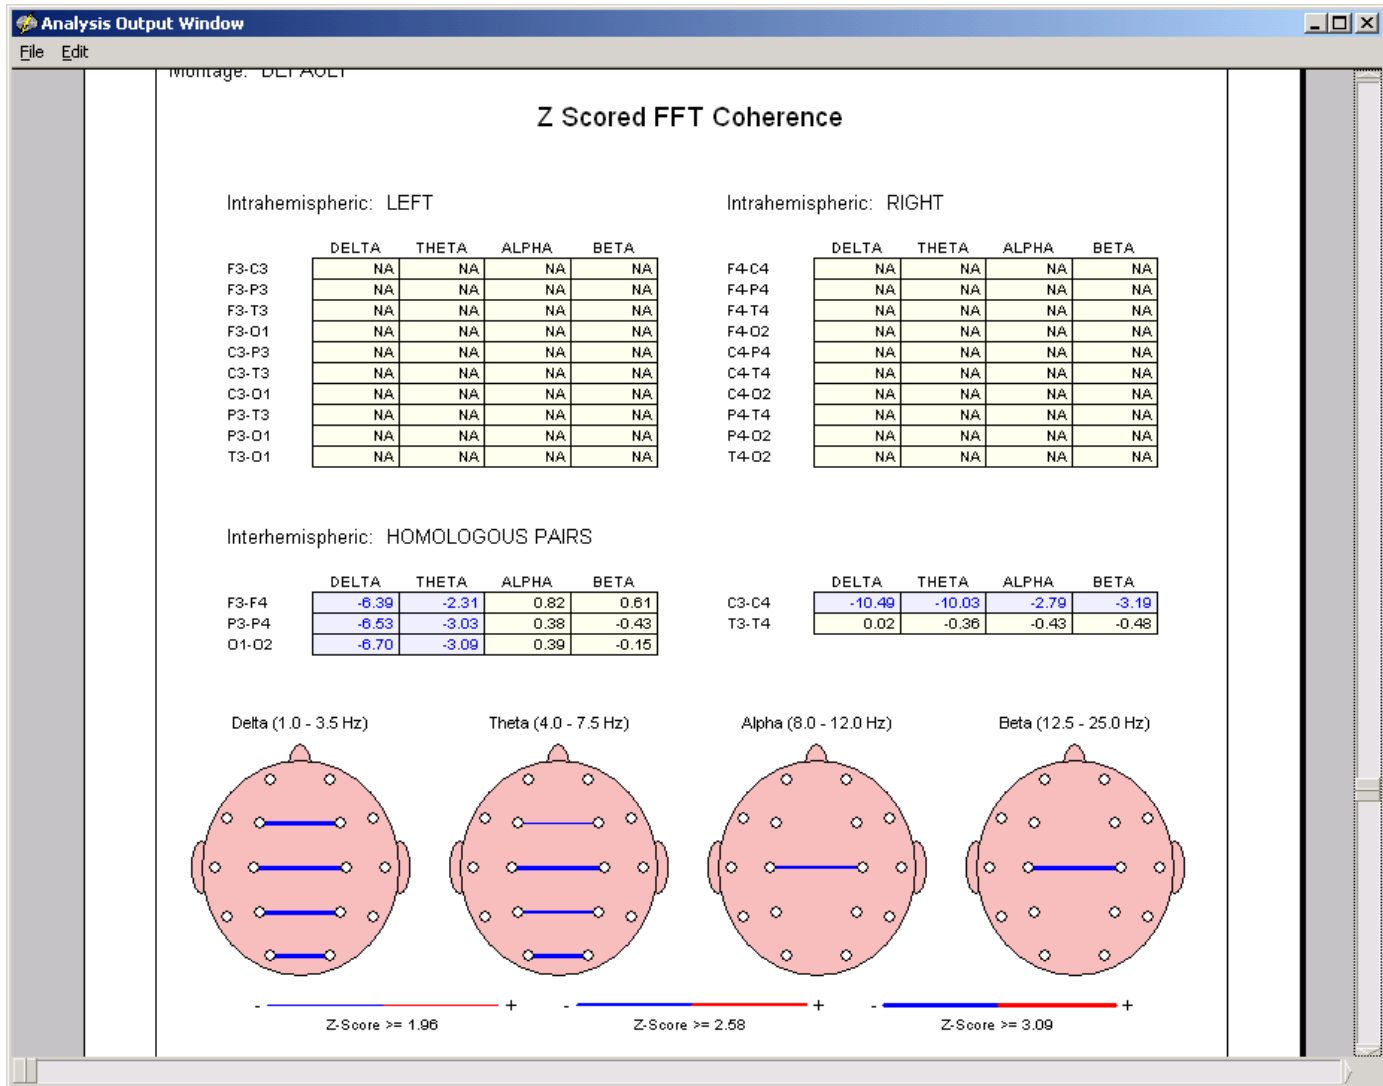 Analysis Output Window
File Edit
Montage: DEFAULT
Z Scored FFT Coherence
Intrahemispheric: LEFT Intrahemispheric: RIGHT
DELTA THETA ALPHA BETA DELTA THETA ALPHA BETA
F3-C3 NA NA NA NA F4-C4 NA NA NA NA
F3-P3 NA NA NA NA F4-P4 NA NA NA NA
F3-T3 NA NA NA NA F4-T4 NA NA NA NA
F3-O1 NA NA NA NA F4-O2 NA NA NA NA
C3-P3 NA NA NA NA C4-P4 NA NA NA NA
C3-T3 NA NA NA NA C4-T4 NA NA NA NA
C3-O1 NA NA NA NA C4-O2 NA NA NA NA
P3-T3 NA NA NA NA P4-T4 NA NA NA NA
P3-O1 NA NA NA NA P4-O2 NA NA NA NA
T3-O1 NA NA NA NA T4-O2 NA NA NA NA
Interhemispheric: HOMOLOGOUS PAIRS
DELTA THETA ALPHA BETA DELTA THETA ALPHA BETA
F3-F4 -6.39 -2.31 0.82 0.61 C3-C4 -10.49 -10.03 -2.79 -3.19
P3-P4 -6.53 -3.03 0.38 -0.43 T3-T4 0.02 -0.36 -0.43 -0.48
O1-O2 -6.70 -3.09 0.39 -0.15
Delta (1.0 - 3.5 Hz) Theta (4.0 - 7.5 Hz) Alpha (8.0 - 12.0 Hz) Beta (12.5 - 25.0 Hz)
- + - + - +
Z-Score >= 1.96 Z-Score >= 2.58 Z-Score >= 3.09